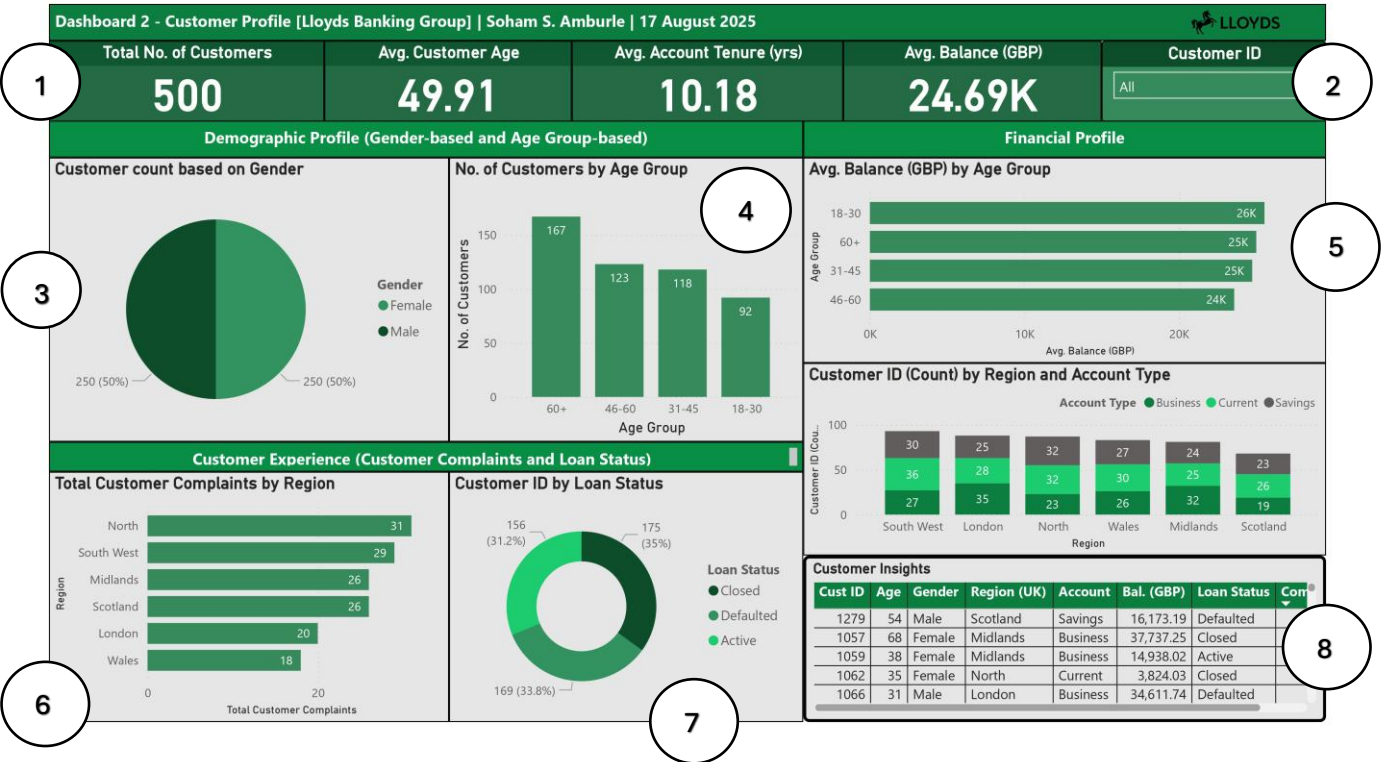 Dashboard 2 - Customer Profile [Lloyds Banking Group] | Soham S. Amburle | 17 August 2025
LLOYDS
1
Total No. of Customers
500
Avg. Customer Age
49.91
Avg. Account Tenure (yrs)
10.18
Avg. Balance (GBP)
24.69K
Customer ID
All
2
Demographic Profile (Gender-based and Age Group-based)
Customer count based on Gender
3
250 (50%)
250 (50%)
Gender
Female
Male
No. of Customers by Age Group
4
No. of Customers
150
100
50
0
167
123
118
92
60+ 46-60 31-45 18-30
Age Group
Financial Profile
Avg. Balance (GBP) by Age Group
5
Age Group
18-30 26K
60+ 25K
31-45 25K
46-60 24K
0K 10K 20K
Avg. Balance (GBP)
Customer ID (Count) by Region and Account Type
Account Type Business Current Savings
Customer ID (Cou...
100
50
0
30 25 32 27 24 23
36 28 32 30 25 26
27 35 23 26 32 19
South West London North Wales Midlands Scotland
Region
Customer Experience (Customer Complaints and Loan Status)
Total Customer Complaints by Region
Region
North 31
South West 29
Midlands 26
Scotland 26
London 20
Wales 18
0 20
Total Customer Complaints
6
Customer ID by Loan Status
156
(31.2%)
175
(35%)
169 (33.8%)
Loan Status
Closed
Defaulted
Active
7
Customer Insights
Cust ID Age Gender Region (UK) Account Bal. (GBP) Loan Status Com
1279 54 Male Scotland Savings 16,173.19 Defaulted
1057 68 Female Midlands Business 37,737.25 Closed
1059 38 Female Midlands Business 14,938.02 Active
1062 35 Female North Current 3,824.03 Closed
1066 31 Male London Business 34,611.74 Defaulted
8